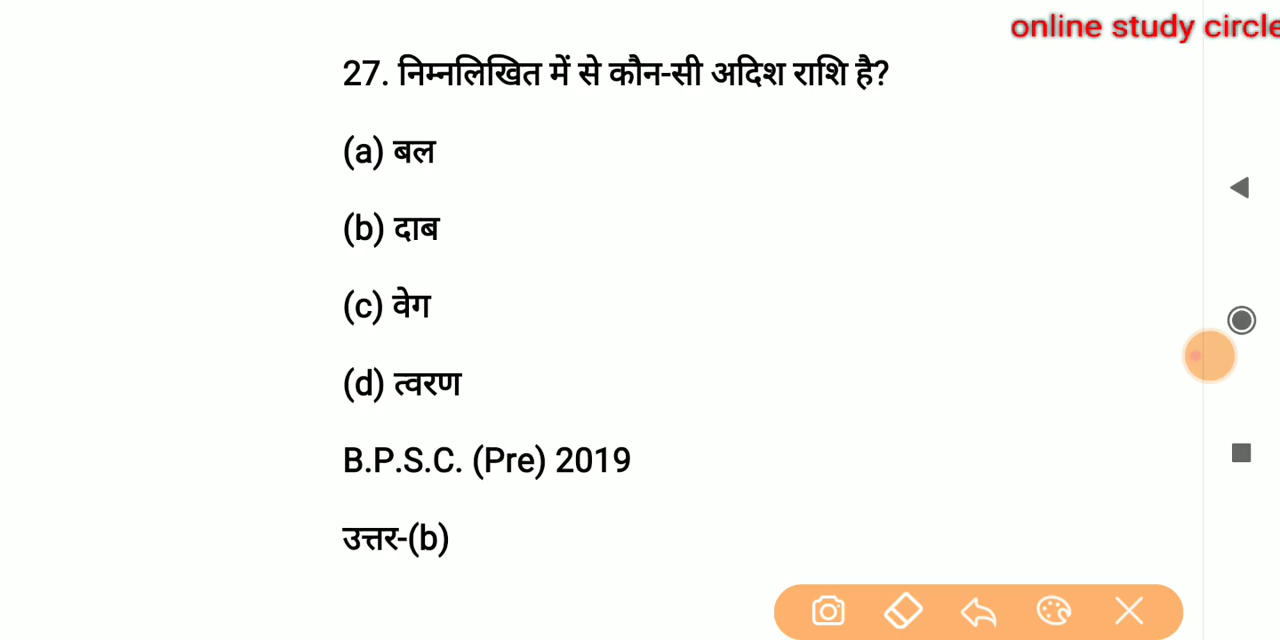 online study circle
27. निम्नलिखित में से कौन-सी अदिश राशि है?
(a) बल
(b) दाब
(c) वेग
(d) त्वरण
B.P.S.C. (Pre) 2019
उत्तर-(b)